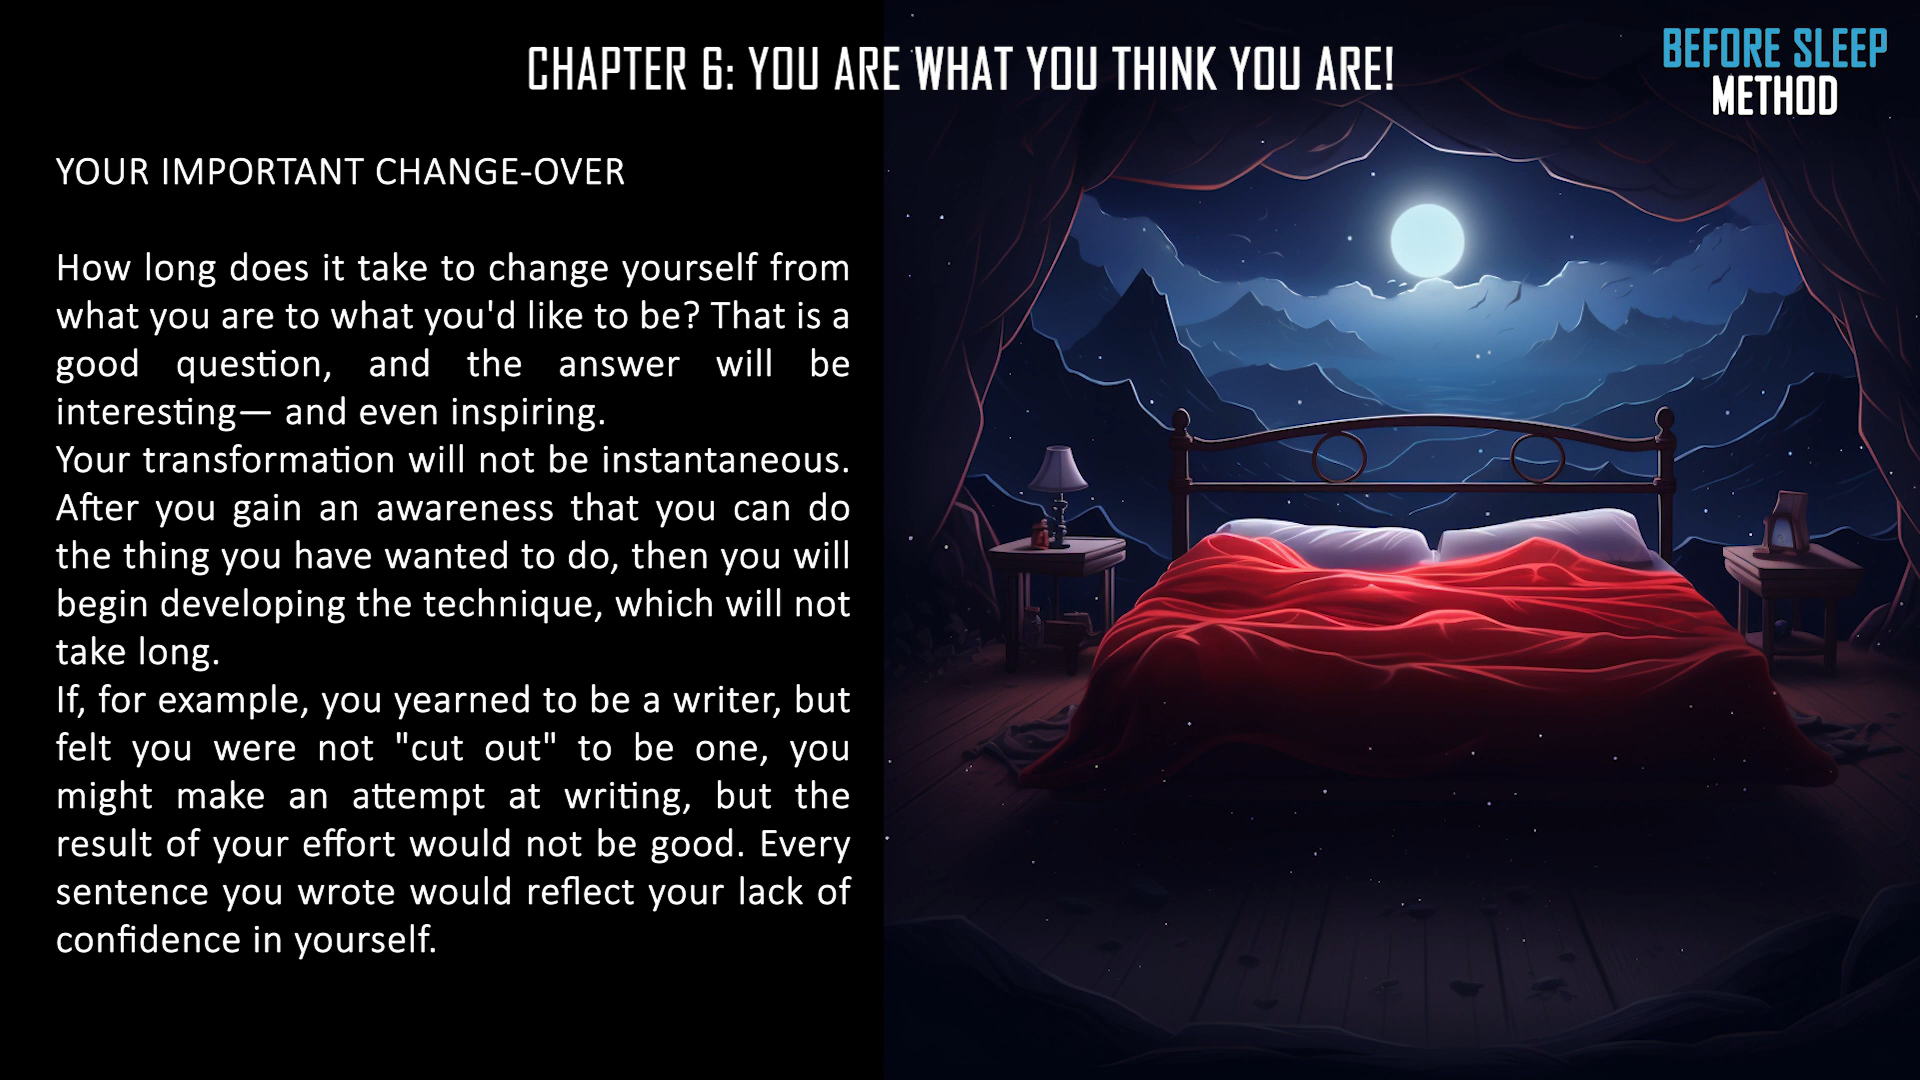 CHAPTER 6: YOU ARE WHAT YOU THINK YOU ARE!
BEFORE SLEEP
METHOD
YOUR IMPORTANT CHANGE-OVER
How long does it take to change yourself from
what you are to what you'd like to be? That is a
good question, and the answer will be
interesting— and even inspiring.
Your transformation will not be instantaneous.
After you gain an awareness that you can do
the thing you have wanted to do, then you will
begin developing the technique, which will not
take long.
If, for example, you yearned to be a writer, but
felt you were not "cut out" to be one, you
might make an attempt at writing, but the
result of your effort would not be good. Every
sentence you wrote would reflect your lack of
confidence in yourself.